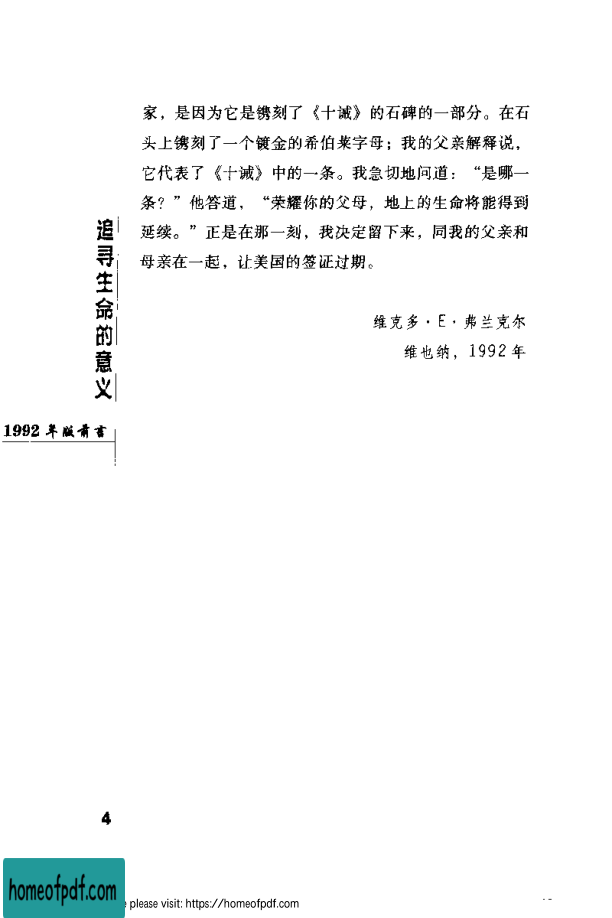 家，是因为它是镌刻了《十诫》的石碑的一部分。在石
头上镌刻了一个镀金的希伯莱字母；我的父亲解释说，
它代表了《十诫》中的一条。我急切地问道：“是哪一
条？”他答道，“荣耀你的父母，地上的生命将能得到
延续。”正是在那一刻，我决定留下来，同我的父亲和
母亲在一起，让美国的签证过期。
维克多·E·弗兰克尔
维也纳，1992年
追寻生命的意义
1992年版前言
4
homeofpdf.com
please visit: https://homeofpdf.com